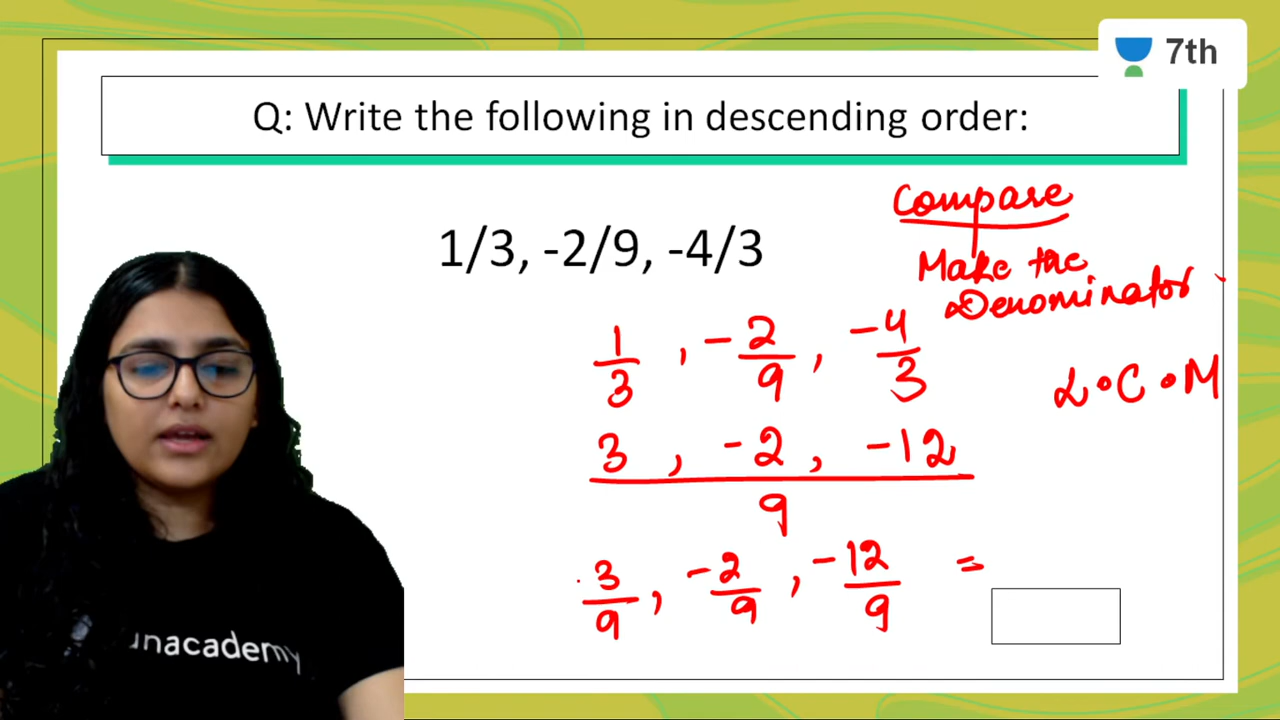 7th
Q: Write the following in descending order:
1/3, -2/9, -4/3
Compare
Make the
Denominator
L.C.M
1/3, -2/9, -4/3
3, -2, -12
9
3/9, -2/9, -12/9 =
unacademy